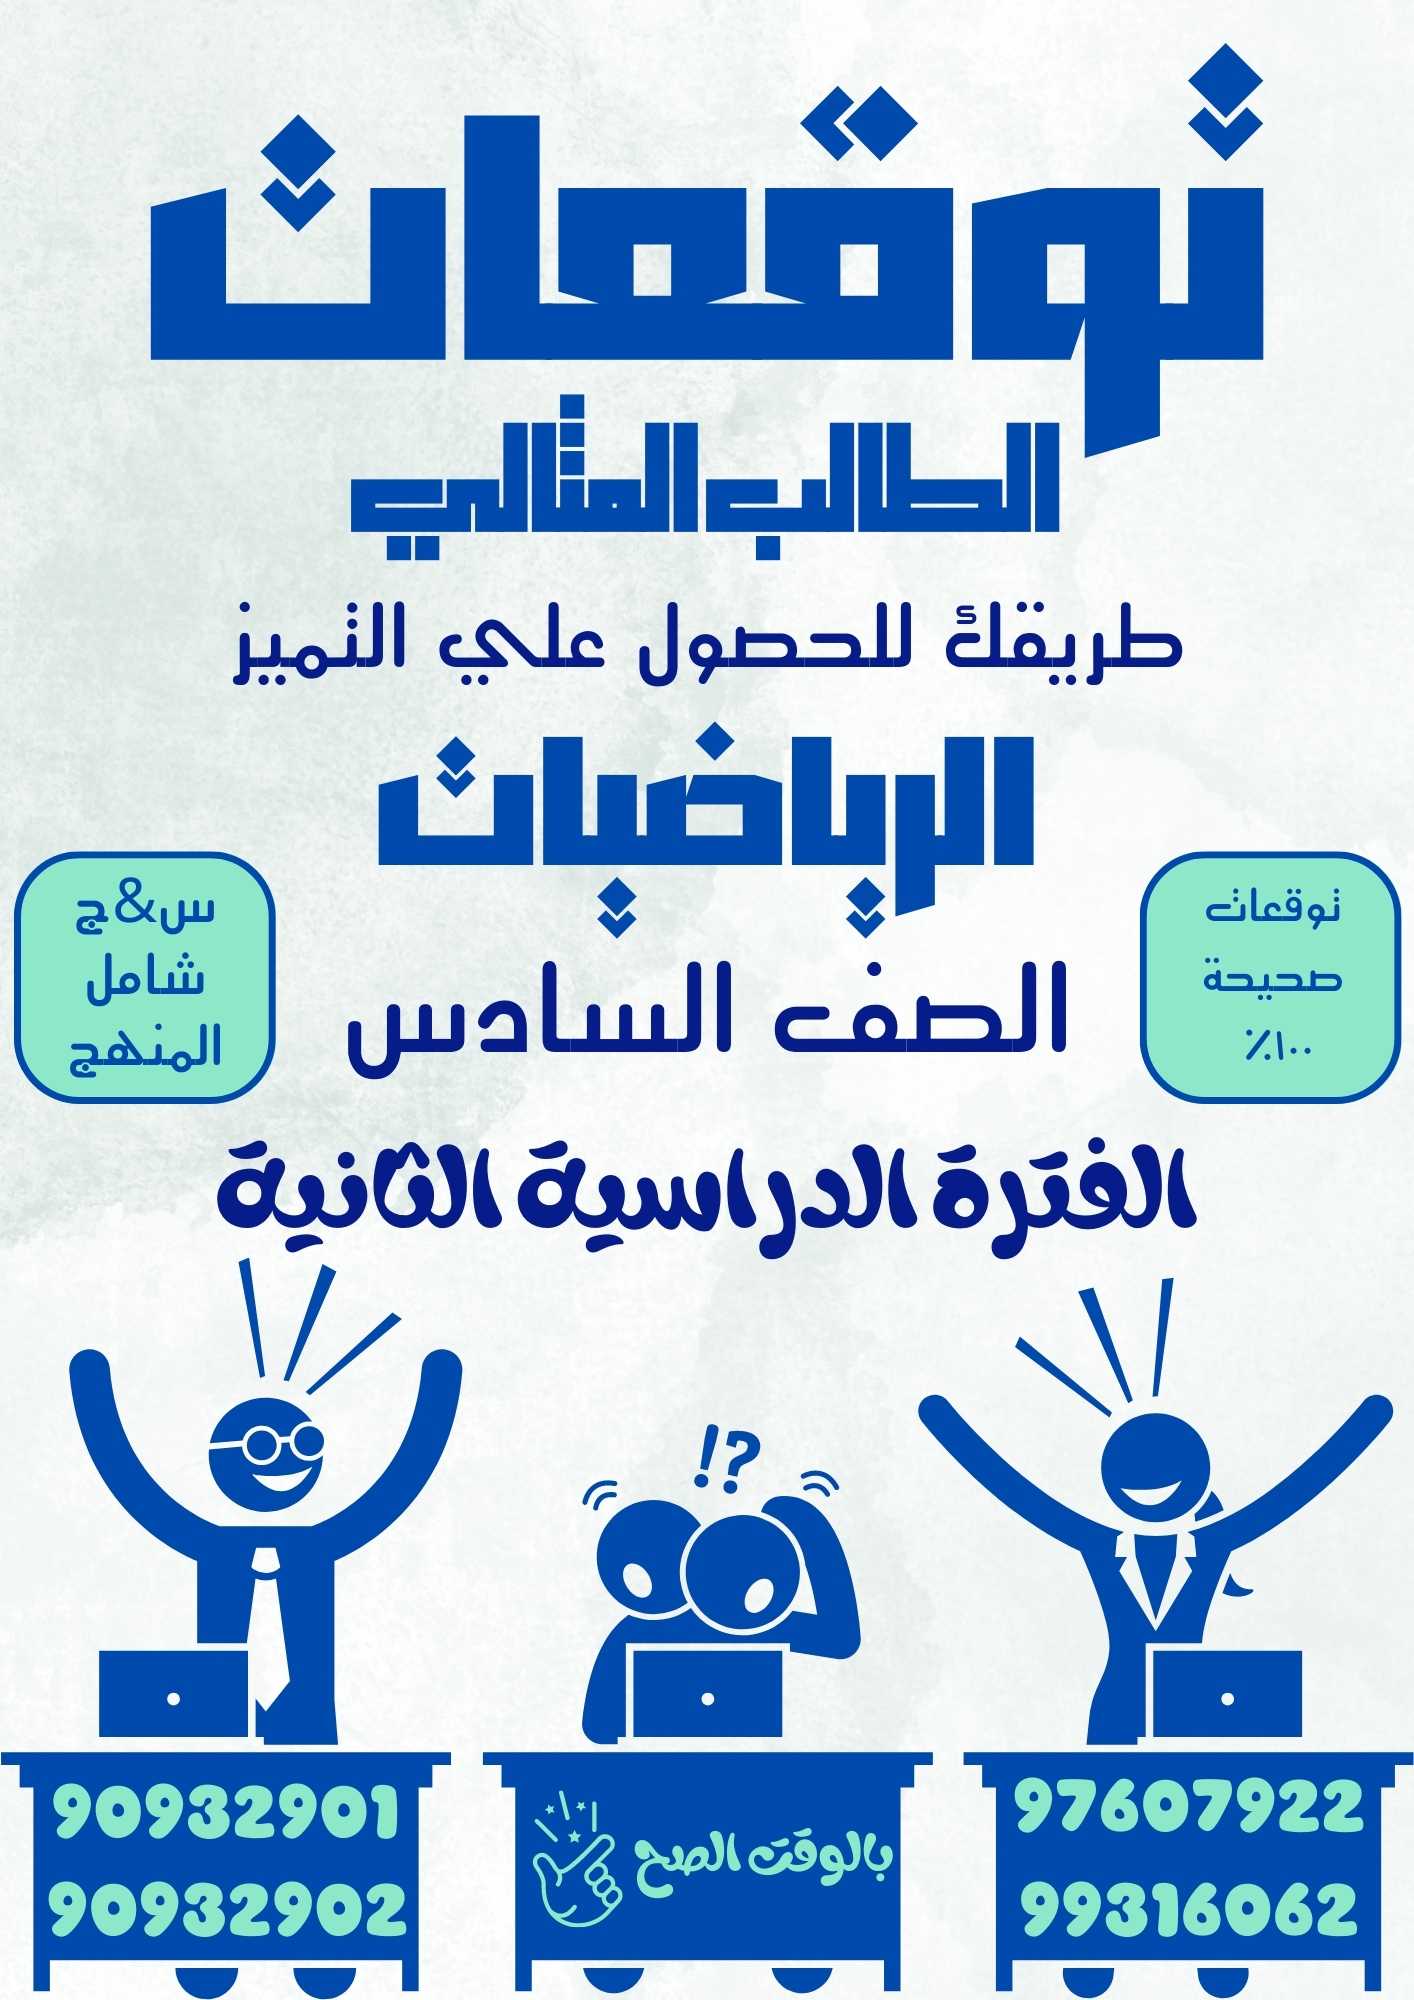 توقعات
الطالب المثالي
طريقك للحصول علي التميز
الرياضيات
توقعات
صحيحة
١٠٠٪
س&ج
شامل
المنهج
الصف السادس
الفترة الدراسية الثانية
!?
97607922
99316062
بالوقت الصح
90932901
90932902